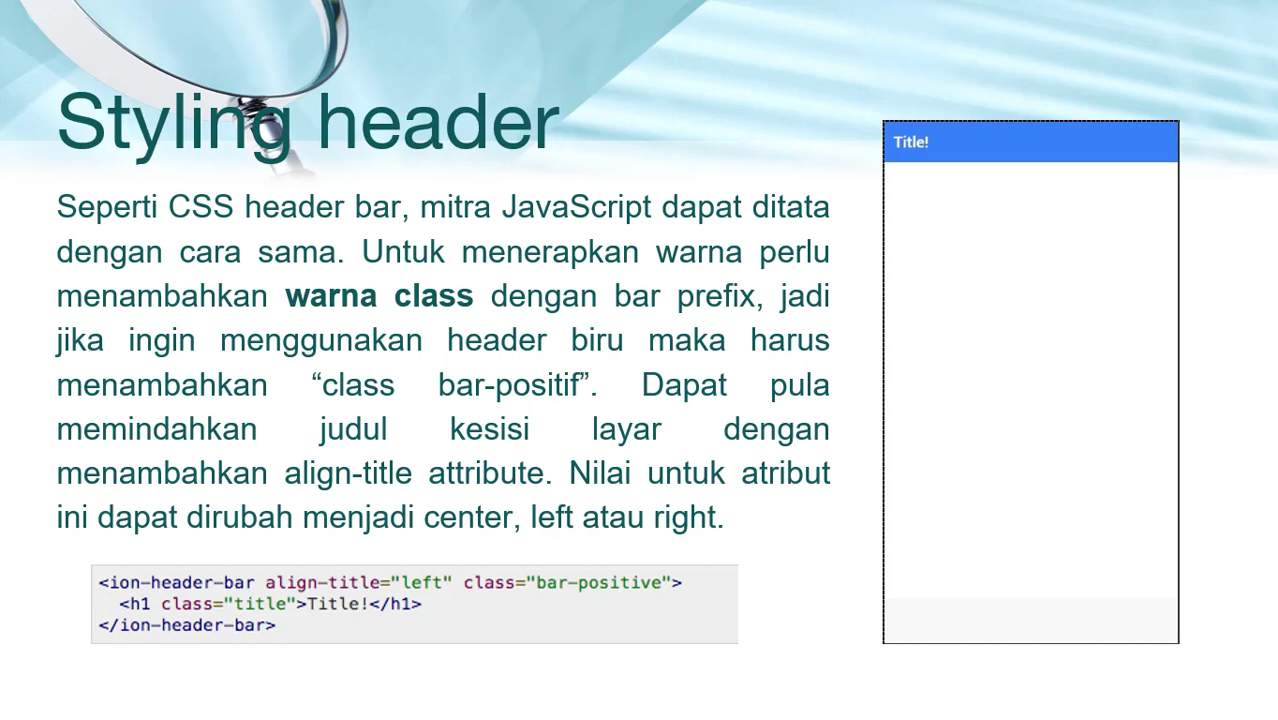 Styling header
Title!
Seperti CSS header bar, mitra JavaScript dapat ditata
dengan cara sama. Untuk menerapkan warna perlu
menambahkan warna class dengan bar prefix, jadi
jika ingin menggunakan header biru maka harus
menambahkan “class bar-positif”. Dapat pula
memindahkan judul kesisi layar dengan
menambahkan align-title attribute. Nilai untuk atribut
ini dapat dirubah menjadi center, left atau right.
<ion-header-bar align-title="left" class="bar-positive">
<h1 class="title">Title!</h1>
</ion-header-bar>